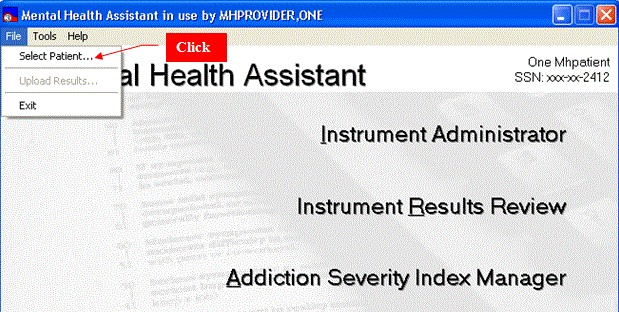 Mental Health Assistant in use by MHPROVIDER,ONE
File Tools Help
Select Patient...
Click
Upload Results...
Exit
al Health Assistant
One Mhpatient
SSN: xxx-xx-2412
Instrument Administrator
Instrument Results Review
Addiction Severity Index Manager